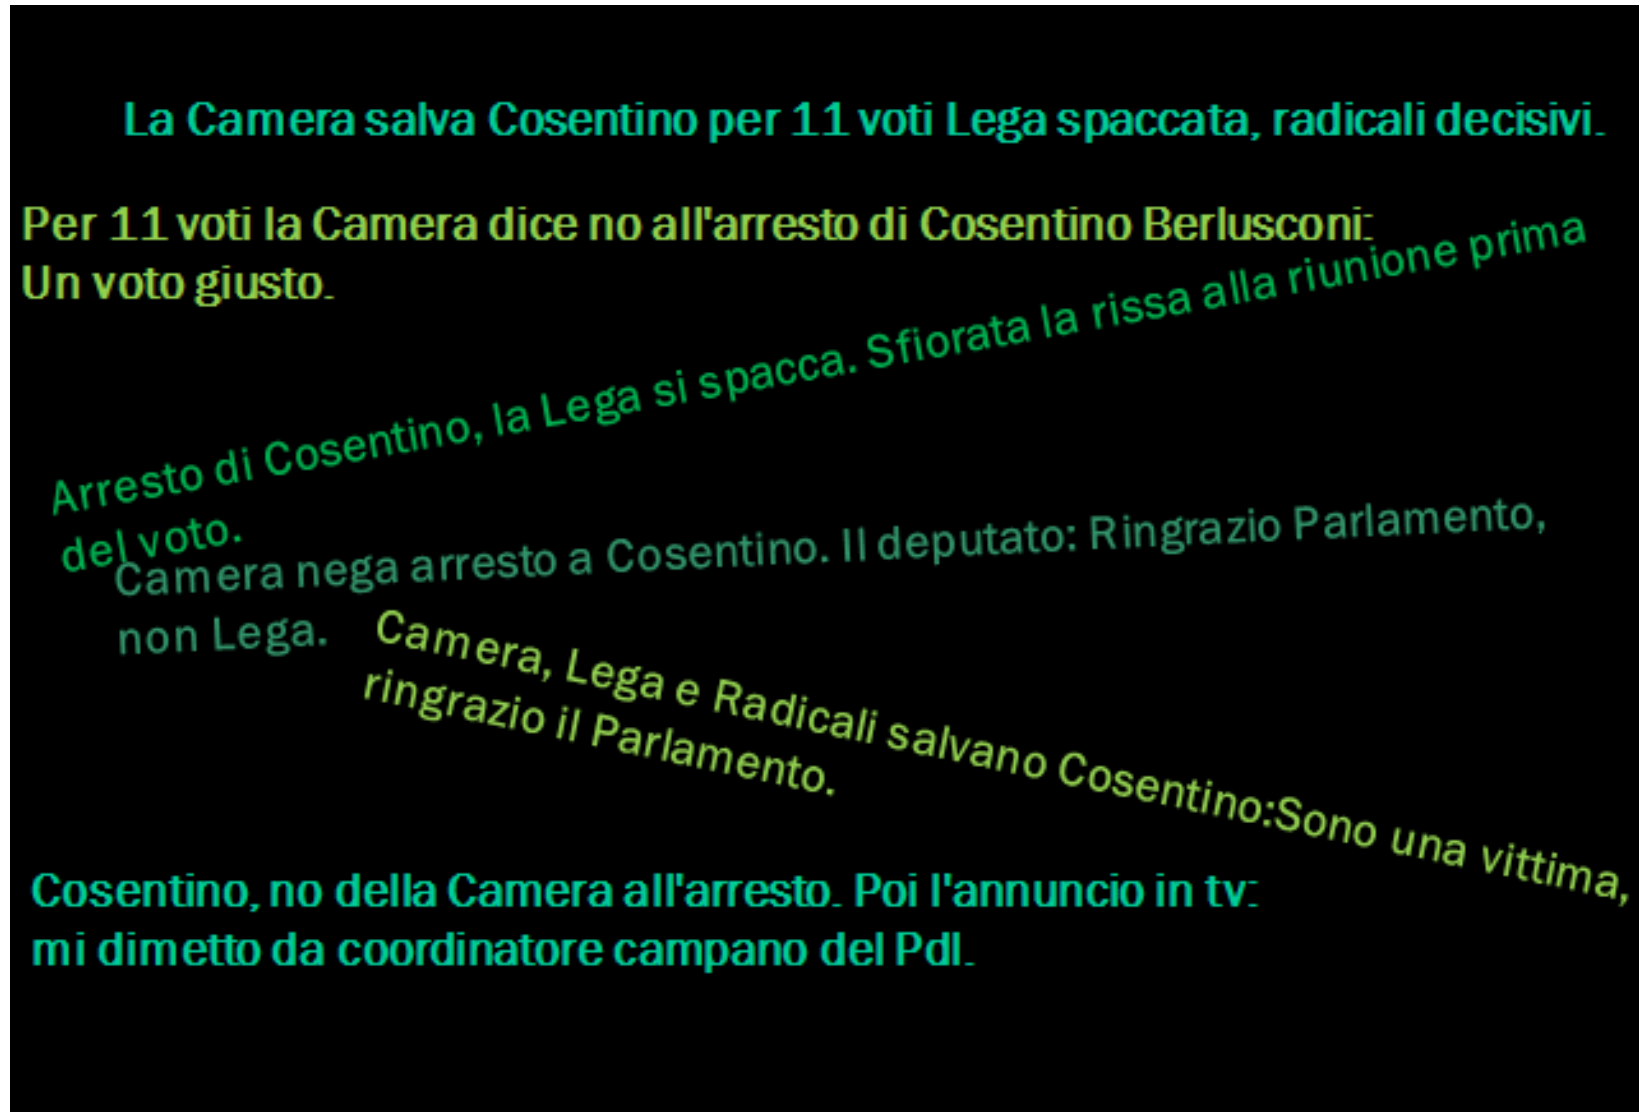 La Camera salva Cosentino per 11 voti Lega spaccata, radicali decisivi.
Per 11 voti la Camera dice no all'arresto di Cosentino Berlusconi:
Un voto giusto.
Arresto di Cosentino, la Lega si spacca. Sfiorata la rissa alla riunione prima
del voto.
Camera nega arresto a Cosentino. Il deputato: Ringrazio Parlamento,
non Lega.
Camera, Lega e Radicali salvano Cosentino:Sono una vittima,
ringrazio il Parlamento.
Cosentino, no della Camera all'arresto. Poi l'annuncio in tv:
mi dimetto da coordinatore campano del Pdl.